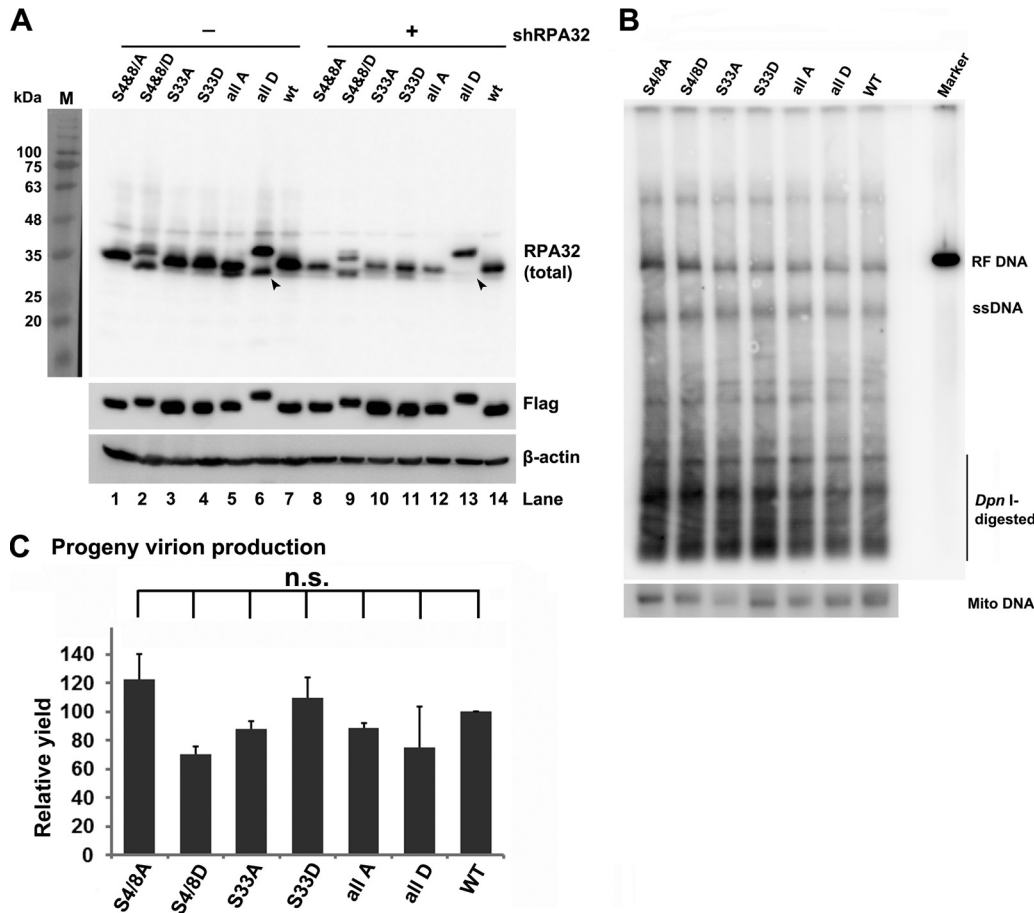 A
– + shRPA32
S4&8/A S4&8/D S33A S33D all A all D wt S4&8A S4&8/D S33A S33D all A all D wt
kDa M
100
75
63
48
35
25
20
RPA32
(total)
Flag
β-actin
1 2 3 4 5 6 7 8 9 10 11 12 13 14 Lane
B
S4/8A S4/8D S33A S33D all A all D WT Marker
RF DNA
ssDNA
Dpn I-
digested
Mito DNA
C Progeny virion production
n.s.
Relative yield
140
120
100
80
60
40
20
0
S4/8A S4/8D S33A S33D all A all D WT